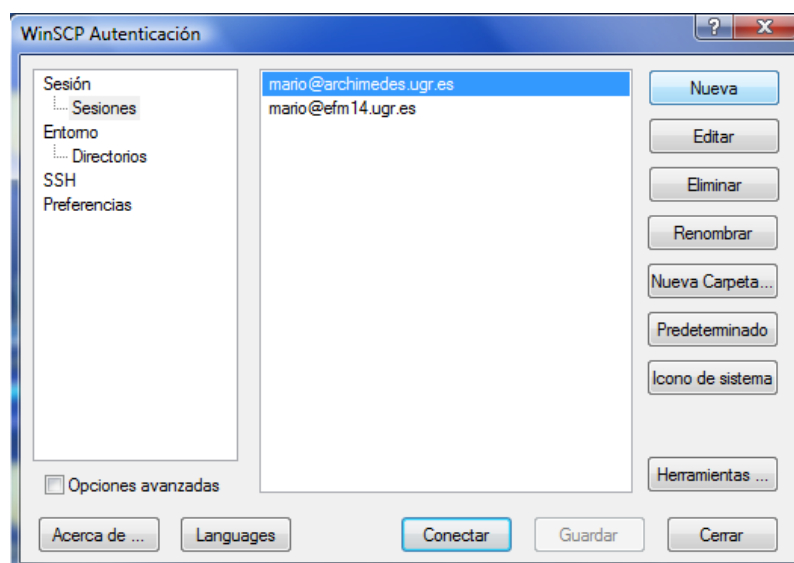 WinSCP Autenticación
Sesión
Sesiones
Entorno
Directorios
SSH
Preferencias
mario@archimedes.ugr.es
mario@efm14.ugr.es
Nueva
Editar
Eliminar
Renombrar
Nueva Carpeta...
Predeterminado
Icono de sistema
Herramientas ...
Opciones avanzadas
Acerca de ...
Languages
Conectar
Guardar
Cerrar